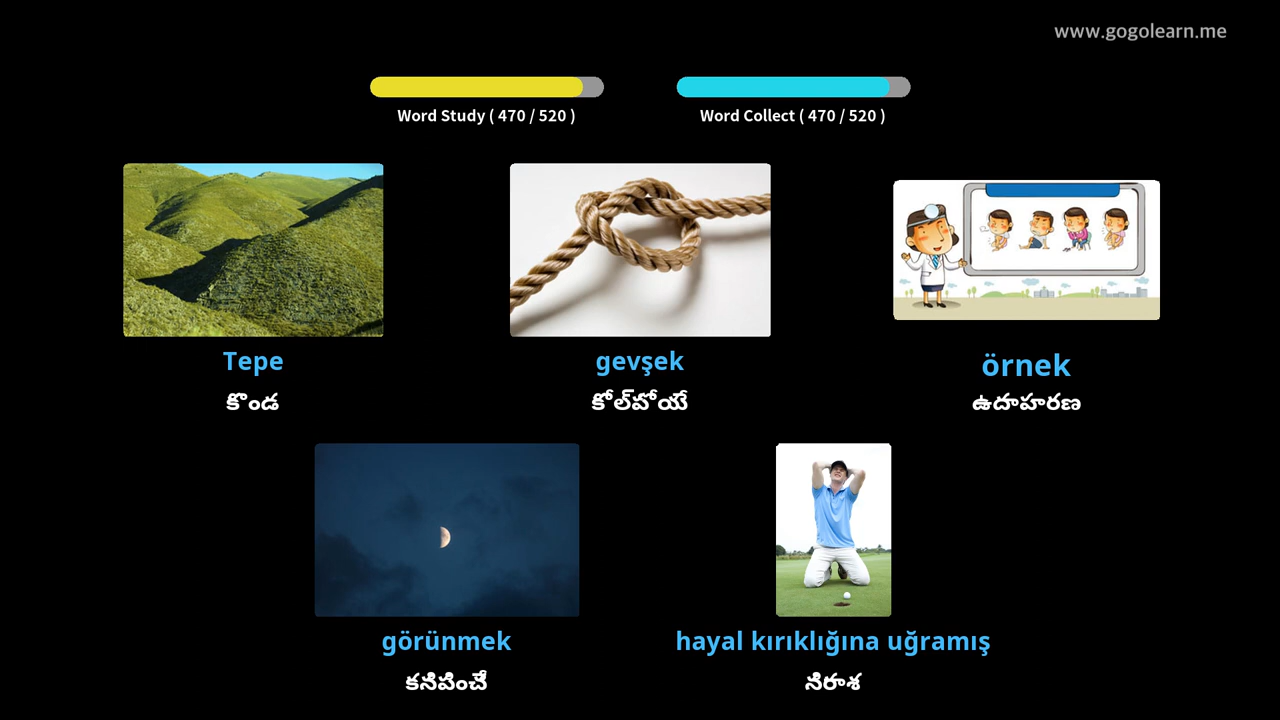 www.gogolearn.me
Word Study ( 470 / 520 )
Word Collect ( 470 / 520 )
Tepe
gevşek
örnek
కొండ
కోల్పోయే
ఉదాహరణ
görünmek
hayal kırıklığına uğramış
కనిపించే
నిరాశ